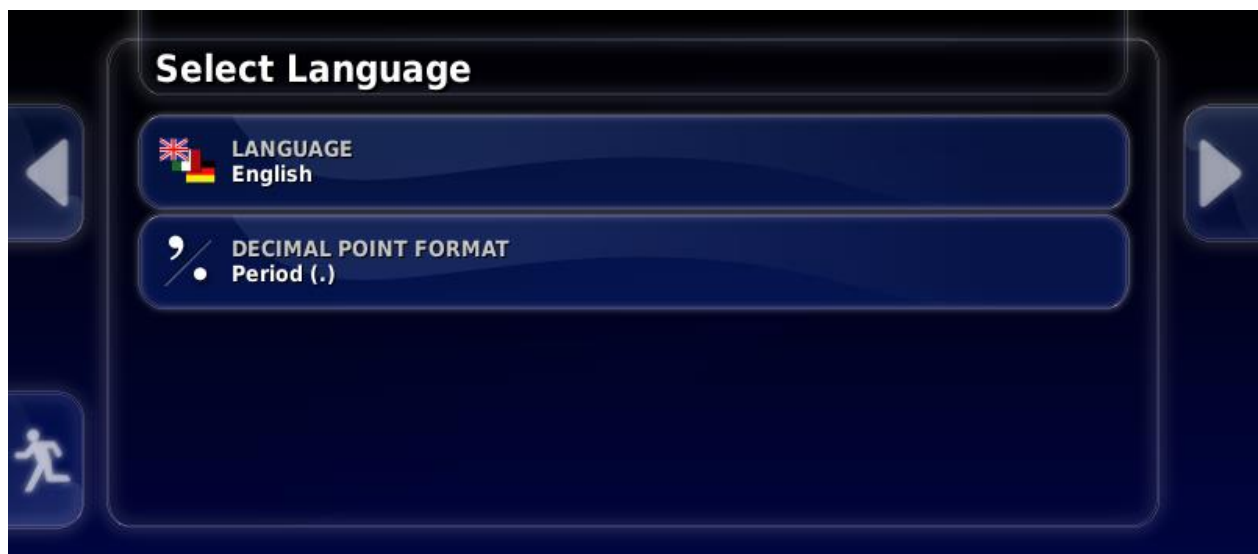 Select Language
LANGUAGE
English
DECIMAL POINT FORMAT
Period (.)